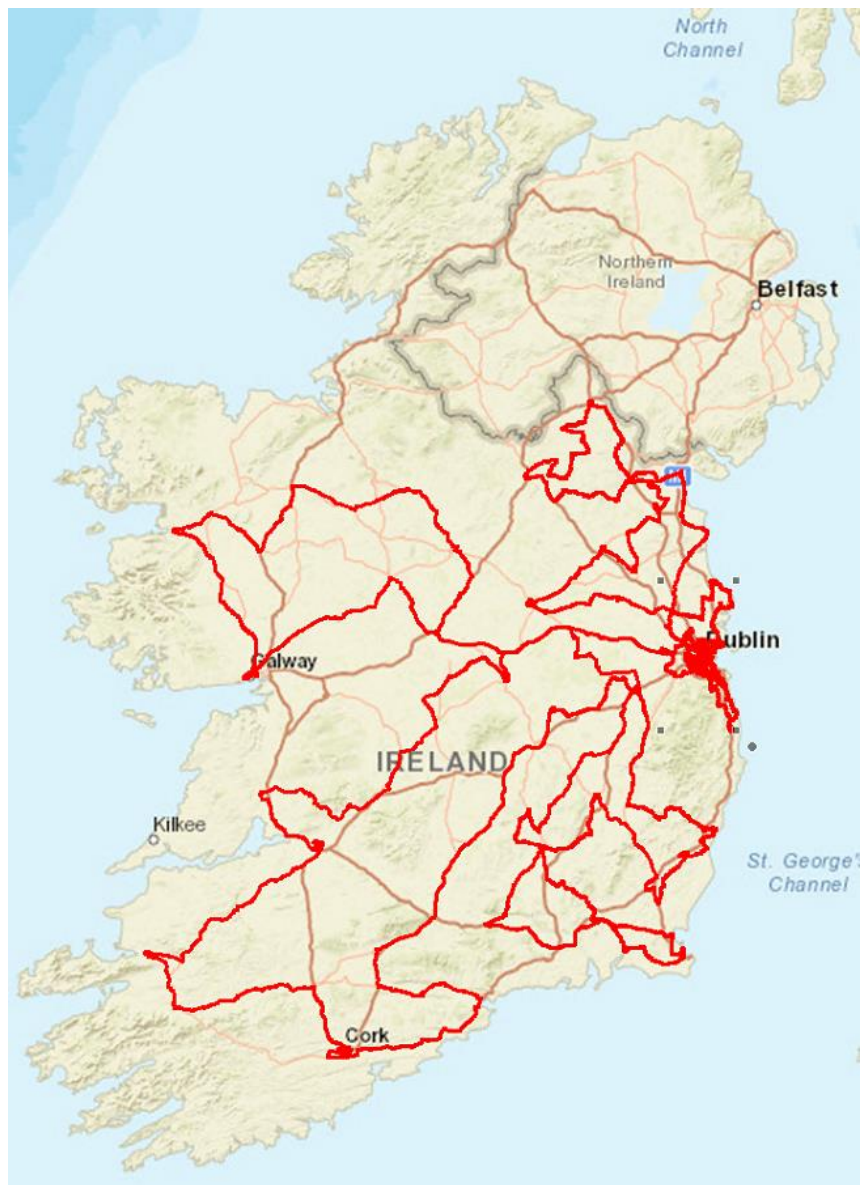 North
Channel
Northern
Ireland
Belfast
Dublin
Galway
IRELAND
Kilkee
St. George's
Channel
Cork